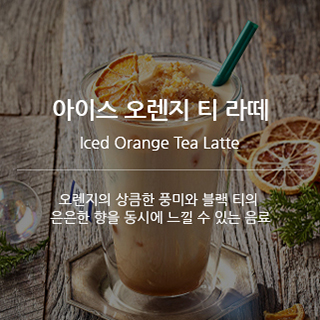 아이스 오렌지 티 라떼
Iced Orange Tea Latte
오렌지의 상큼한 풍미와 블랙 티의
은은한 향을 동시에 느낄 수 있는 음료